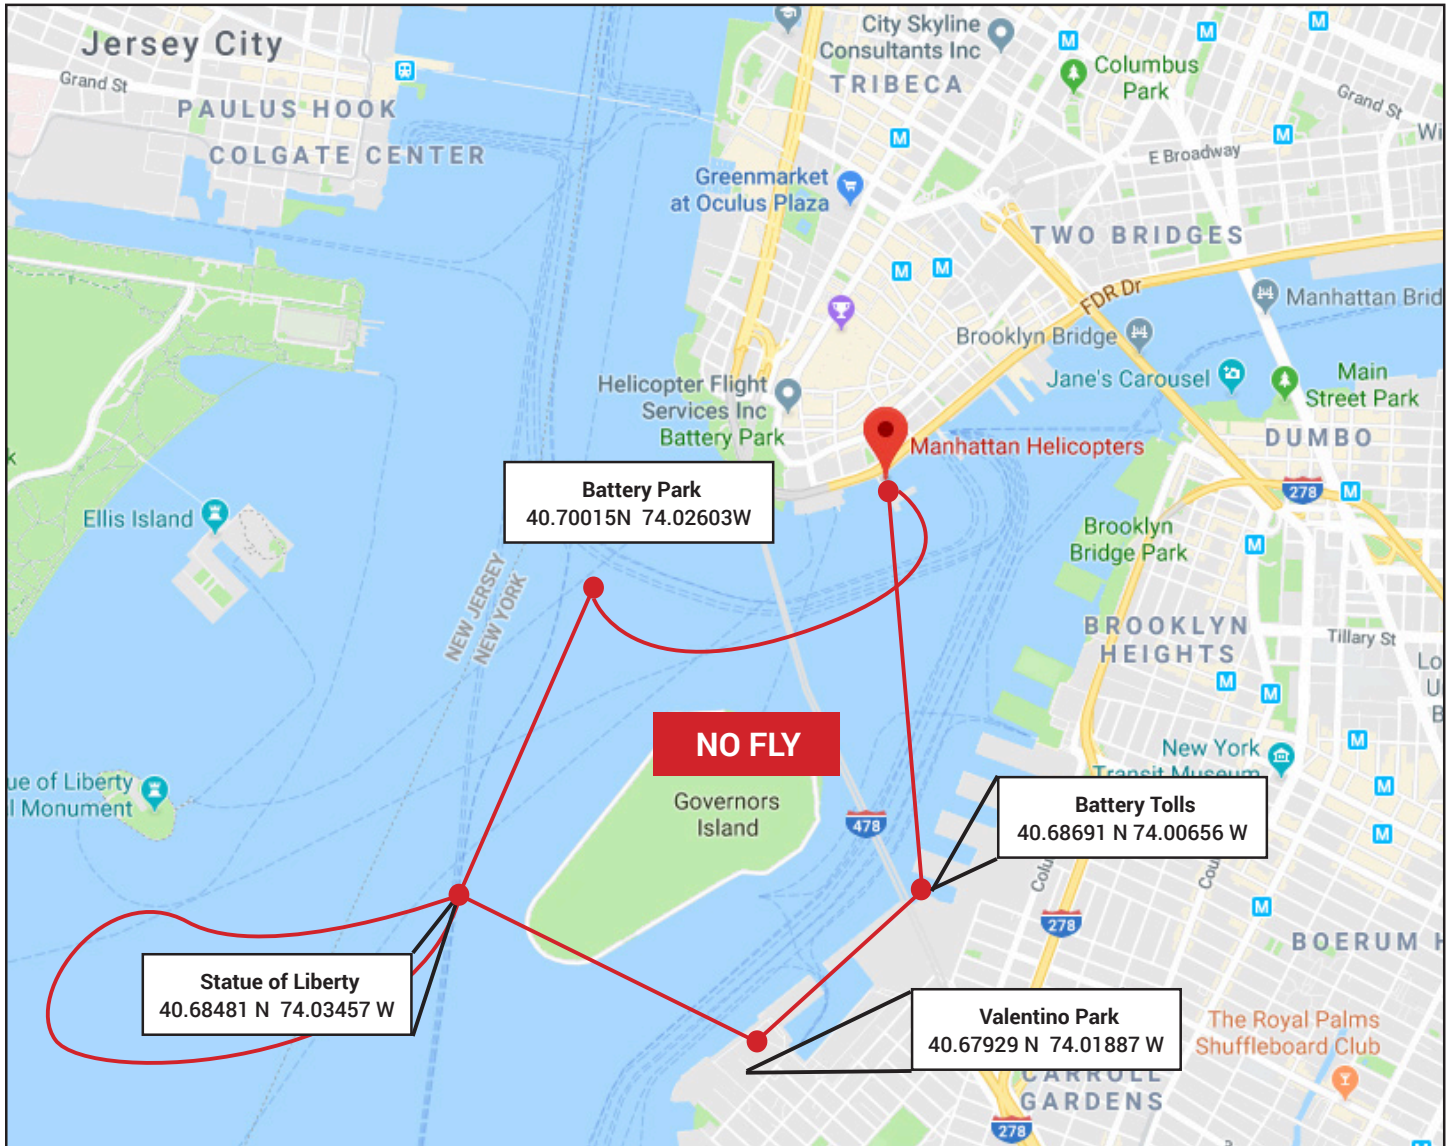 Jersey City
Grand St
PAULUS HOOK
COLGATE CENTER
City Skyline
Consultants Inc
TRIBECA
M
M
M
Columbus
Park
Grand St
M
M
Wi
E Broadway
Greenmarket
at Oculus Plaza
TWO BRIDGES
M
M
FDR Dr
Manhattan Brid
Brooklyn Bridge
Jane's Carousel
Main
Street Park
Helicopter Flight
Services Inc
Battery Park
Manhattan Helicopters
DUMBO
k
Battery Park
40.70015N 74.02603W
278
M
Ellis Island
Brooklyn
Bridge Park
M
NEW JERSEY
NEW YORK
BROOKLYN
HEIGHTS
Tillary St
Lo
U
B
M
M
NO FLY
New York
Transit Museum
M
ue of Liberty
l Monument
Governors
Island
478
Battery Tolls
40.68691 N 74.00656 W
M
M
Colu
Cou
M
278
BOERUM H
Statue of Liberty
40.68481 N 74.03457 W
Valentino Park
40.67929 N 74.01887 W
The Royal Palms
Shuffleboard Club
CARROLL
GARDENS
278
M